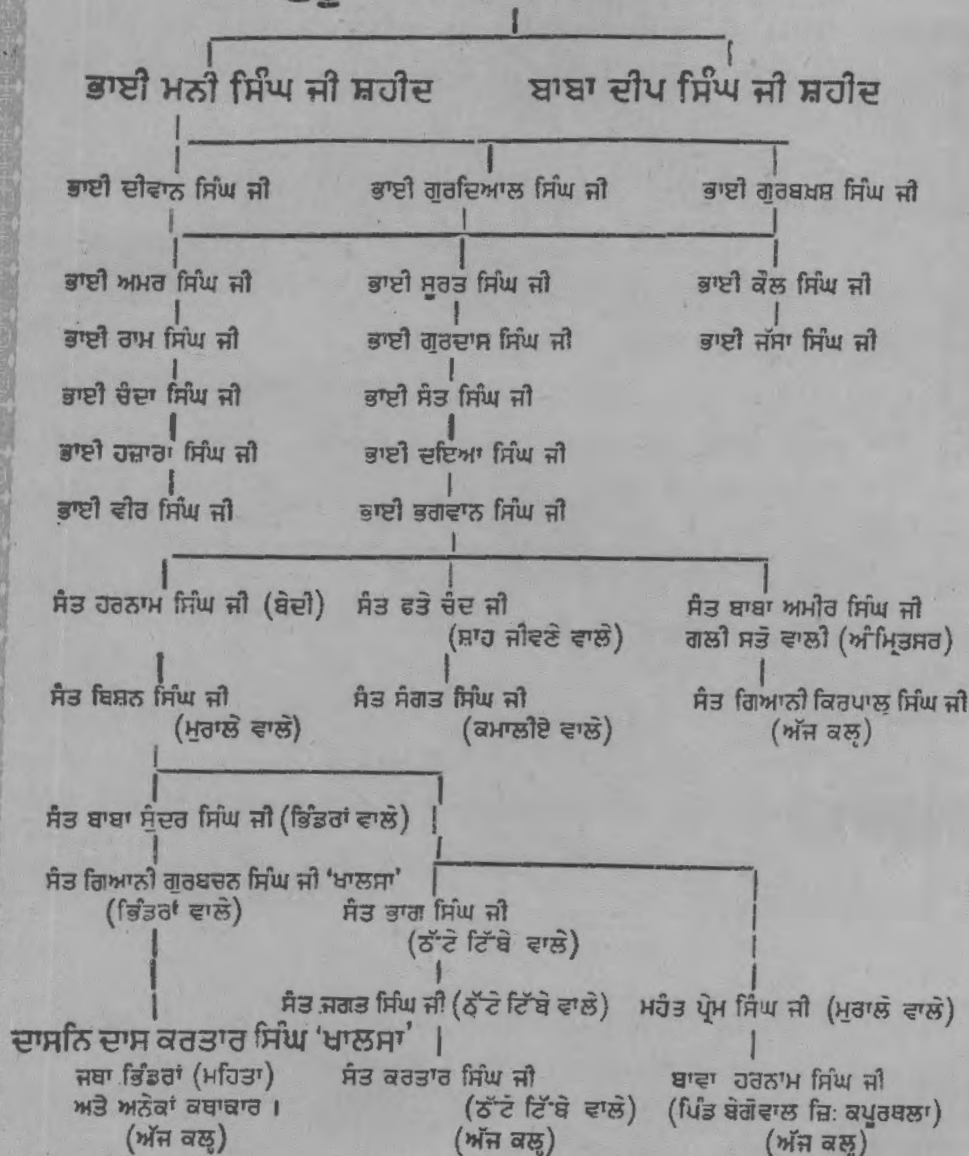 ਭਾਈ ਮਨੀ ਸਿੰਘ ਜੀ ਸ਼ਹੀਦ ਬਾਬਾ ਦੀਪ ਸਿੰਘ ਜੀ ਸ਼ਹੀਦ
ਭਾਈ ਦੀਵਾਨ ਸਿੰਘ ਜੀ ਭਾਈ ਗੁਰਦਿਆਲ ਸਿੰਘ ਜੀ ਭਾਈ ਗੁਰਬਖ਼ਸ਼ ਸਿੰਘ ਜੀ
ਭਾਈ ਅਮਰ ਸਿੰਘ ਜੀ ਭਾਈ ਸੂਰਤ ਸਿੰਘ ਜੀ ਭਾਈ ਕੌਲ ਸਿੰਘ ਜੀ
ਭਾਈ ਰਾਮ ਸਿੰਘ ਜੀ ਭਾਈ ਗੁਰਦਾਸ ਸਿੰਘ ਜੀ ਭਾਈ ਜੱਸਾ ਸਿੰਘ ਜੀ
ਭਾਈ ਚੰਦਾ ਸਿੰਘ ਜੀ ਭਾਈ ਸੰਤ ਸਿੰਘ ਜੀ
ਭਾਈ ਹਜ਼ਾਰਾ ਸਿੰਘ ਜੀ ਭਾਈ ਦਇਆ ਸਿੰਘ ਜੀ
ਭਾਈ ਵੀਰ ਸਿੰਘ ਜੀ ਭਾਈ ਭਗਵਾਨ ਸਿੰਘ ਜੀ
ਸੰਤ ਹਰਨਾਮ ਸਿੰਘ ਜੀ (ਬੇਦੀ) ਸੰਤ ਫਤੇ ਚੰਦ ਜੀ ਸੰਤ ਬਾਬਾ ਅਮੀਰ ਸਿੰਘ ਜੀ
(ਸ਼ਾਹ ਜੀਵਣੇ ਵਾਲੇ) ਗਲੀ ਸਤੋ ਵਾਲੀ (ਅੰਮ੍ਰਿਤਸਰ)
ਸੰਤ ਬਿਸ਼ਨ ਸਿੰਘ ਜੀ ਸੰਤ ਸੰਗਤ ਸਿੰਘ ਜੀ ਸੰਤ ਗਿਆਨੀ ਕਿਰਪਾਲ ਸਿੰਘ ਜੀ
(ਮੁਰਾਲੇ ਵਾਲੇ) (ਕਮਾਲੀਏ ਵਾਲੇ) (ਅੱਜ ਕਲ੍ਹ)
ਸੰਤ ਬਾਬਾ ਸੁੰਦਰ ਸਿੰਘ ਜੀ (ਭਿੰਡਰਾਂ ਵਾਲੇ)
ਸੰਤ ਗਿਆਨੀ ਗੁਰਬਚਨ ਸਿੰਘ ਜੀ 'ਖਾਲਸਾ'
(ਭਿੰਡਰਾਂ ਵਾਲੇ) ਸੰਤ ਭਾਗ ਸਿੰਘ ਜੀ
(ਠੱਟੇ ਟਿੱਬੇ ਵਾਲੇ)
ਸੰਤ ਜਗਤ ਸਿੰਘ ਜੀ (ਠੱਟੇ ਟਿੱਬੇ ਵਾਲੇ) ਮਹੰਤ ਪ੍ਰੇਮ ਸਿੰਘ ਜੀ (ਮੁਰਾਲੇ ਵਾਲੇ)
ਦਾਸਨਿ ਦਾਸ ਕਰਤਾਰ ਸਿੰਘ 'ਖਾਲਸਾ'
ਜਥਾ ਭਿੰਡਰਾਂ (ਮਹਿਤਾ) ਸੰਤ ਕਰਤਾਰ ਸਿੰਘ ਜੀ ਬਾਵਾ ਹਰਨਾਮ ਸਿੰਘ ਜੀ
ਅਤੇ ਅਨੇਕਾਂ ਕਥਾਕਾਰ । (ਠੱਟੇ ਟਿੱਬੇ ਵਾਲੇ) (ਪਿੰਡ ਬੇਗੋਵਾਲ ਜ਼ਿ: ਕਪੂਰਥਲਾ)
(ਅੱਜ ਕਲ੍ਹ) (ਅੱਜ ਕਲ੍ਹ) (ਅੱਜ ਕਲ੍ਹ)